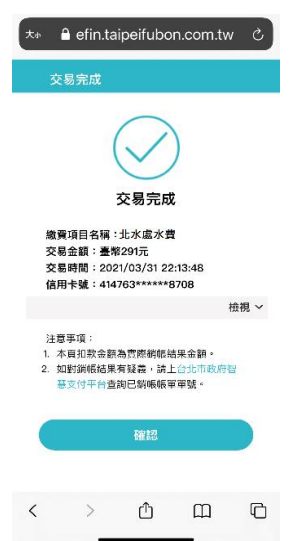 大小 efin.taipeifubon.com.tw
交易完成
交易完成
繳費項目名稱：北水處水費
交易金額：臺幣291元
交易時間：2021/03/31 22:13:48
信用卡號：414763******8708
檢視
注意事項：
1. 本頁扣款金額為實際銷帳結果金額。
2. 如對銷帳結果有疑義，請上台北市政府智
慧支付平台查詢已銷帳帳單單號。
確認